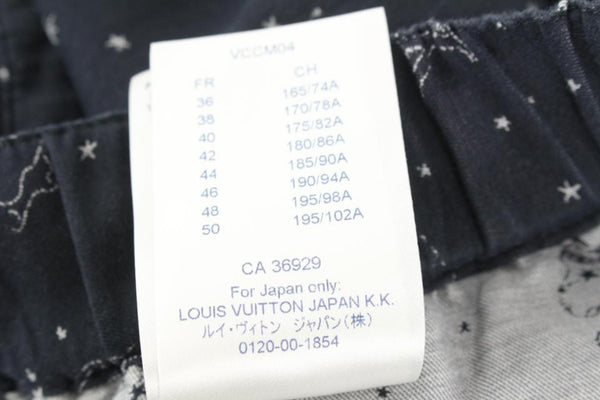 VCCM04
FR CH
36 165/74A
38 170/78A
40 175/82A
42 180/86A
44 185/90A
46 190/94A
48 195/98A
50 195/102A
CA 36929
For Japan only:
LOUIS VUITTON JAPAN K.K.
ルイ・ヴィトン ジャパン(株)
0120-00-1854